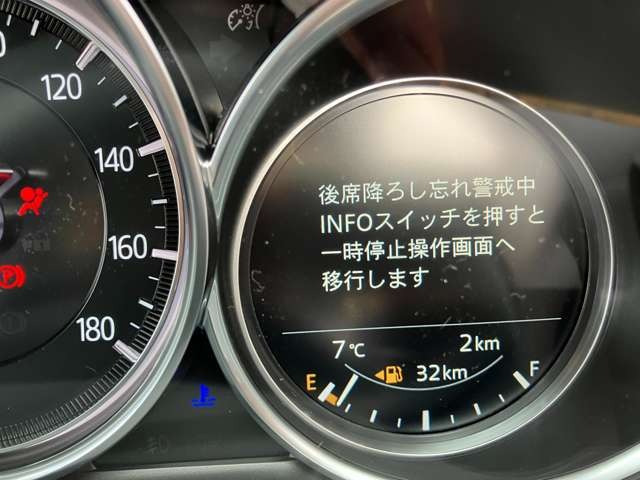 120
140
160
180
後席降ろし忘れ警戒中
INFOスイッチを押すと
一時停止操作画面へ
移行します
7℃ 2km
32km
E F